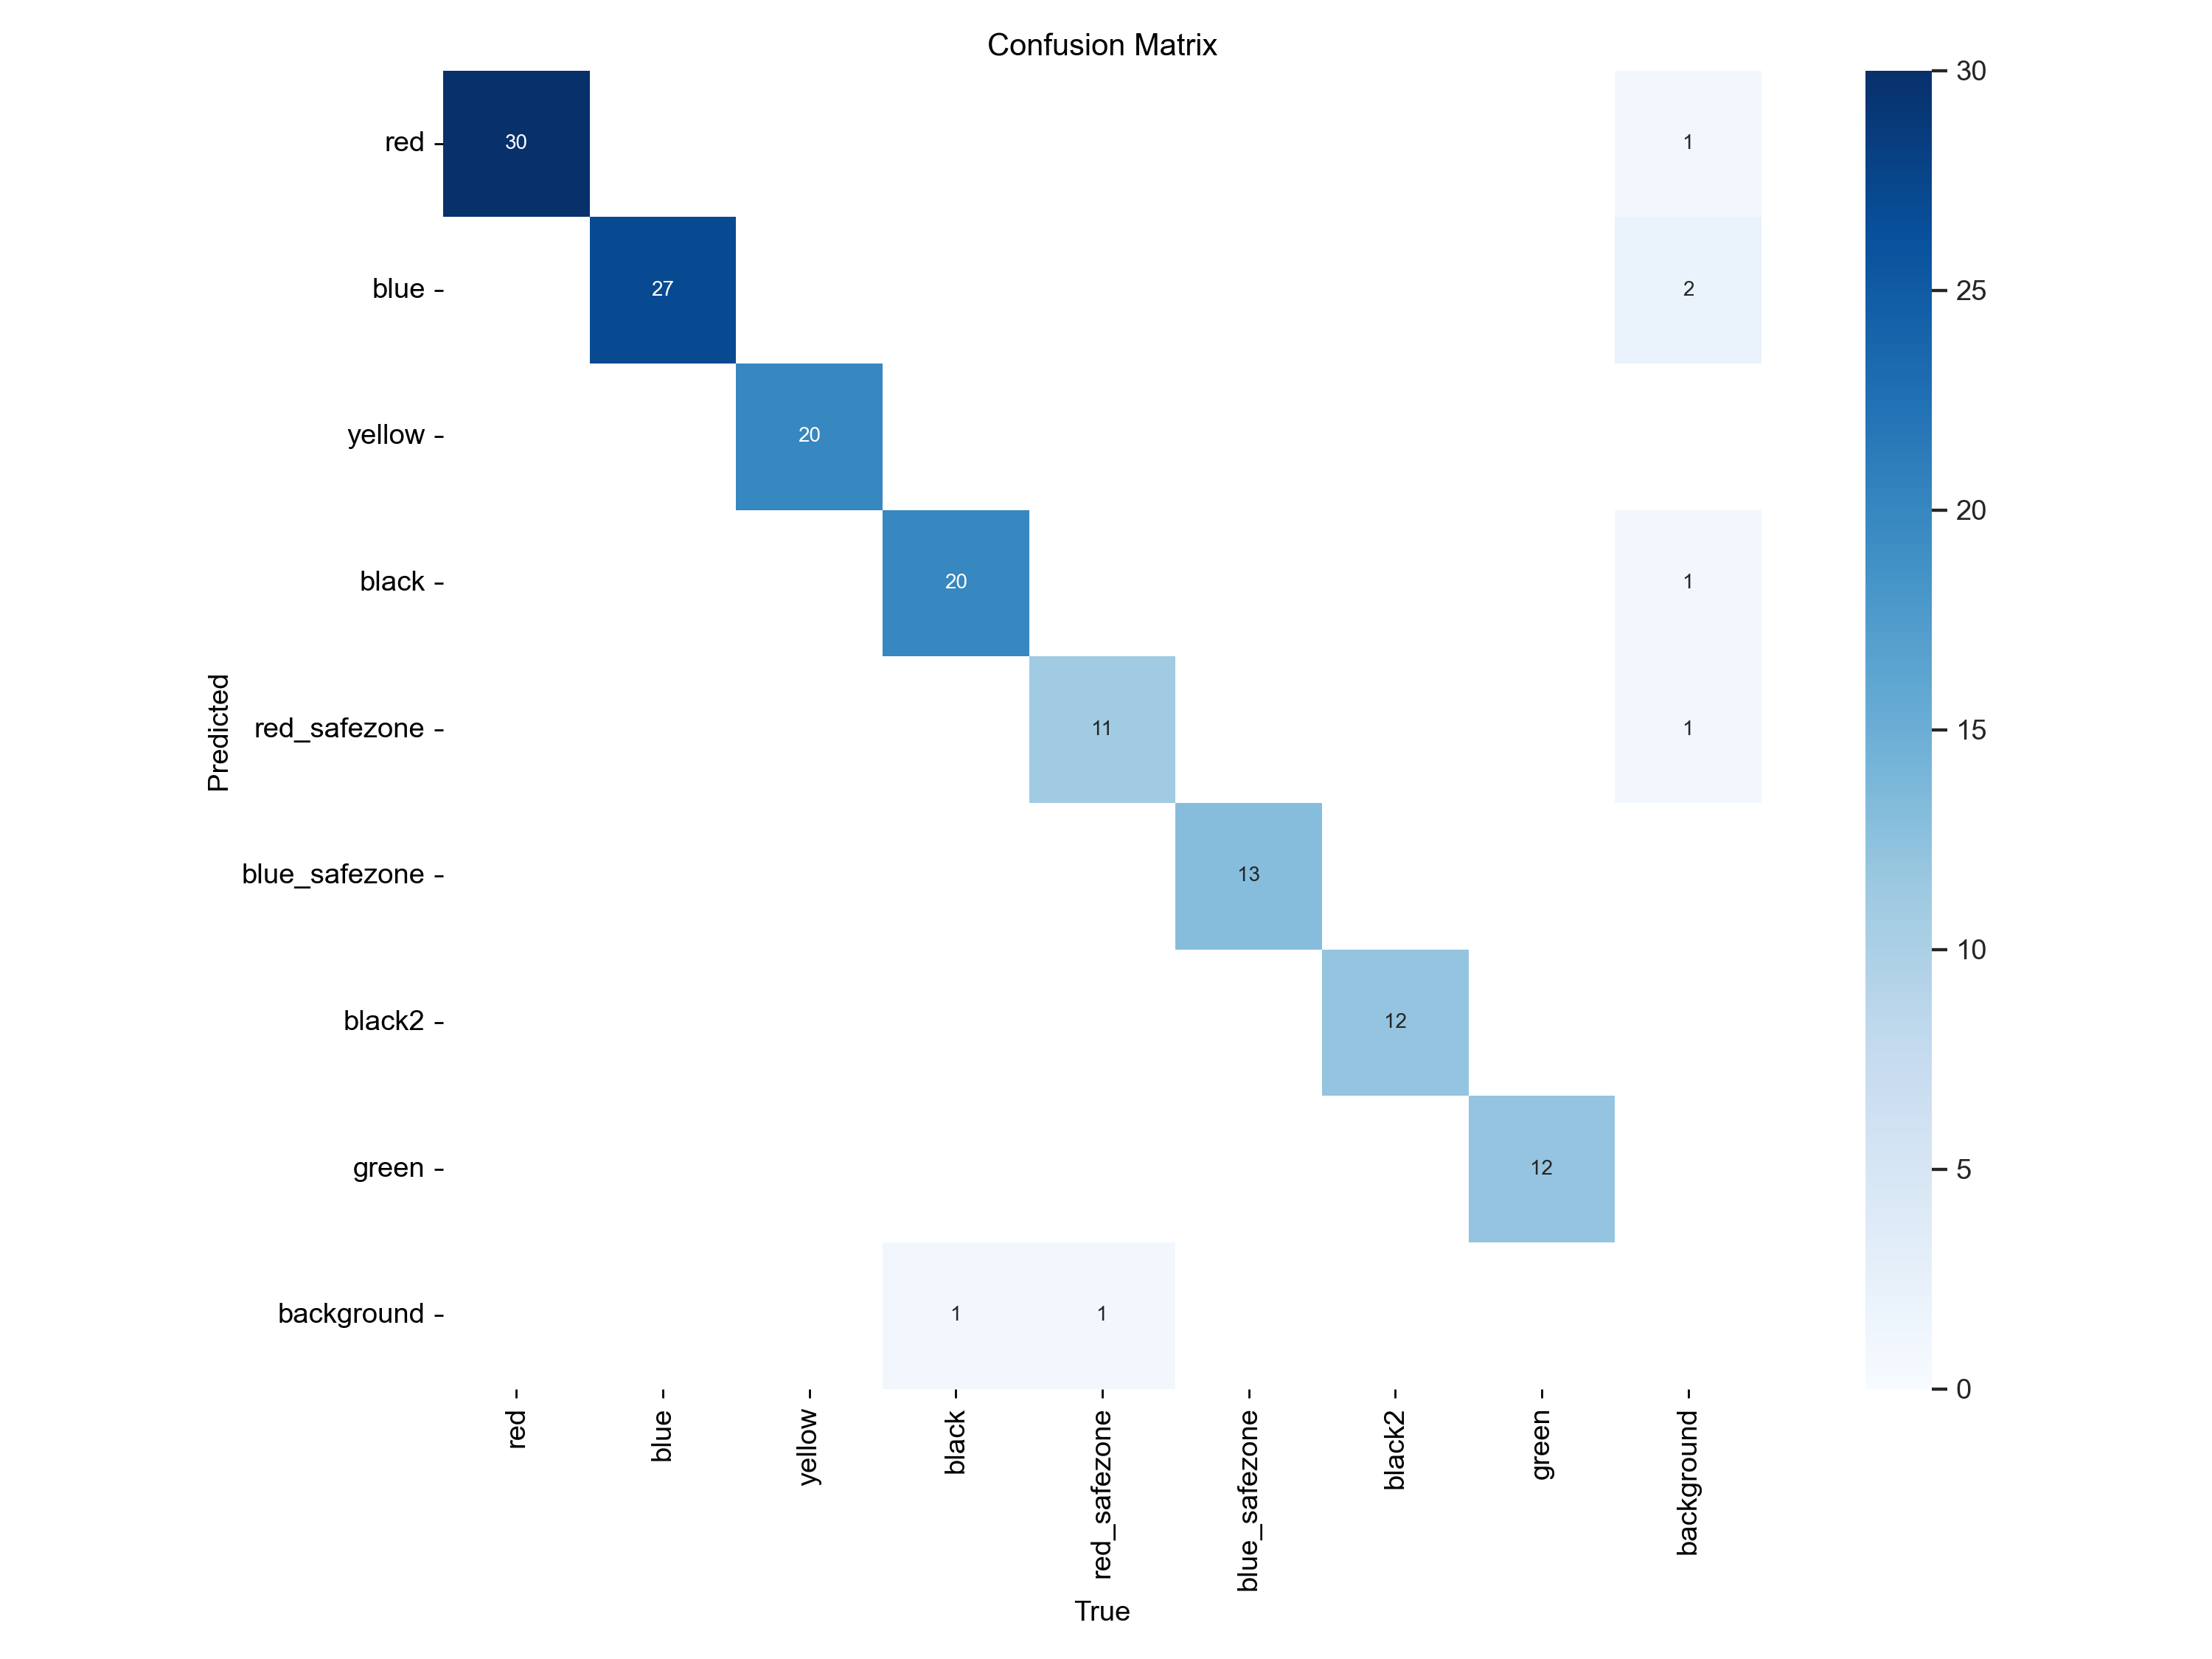 Confusion Matrix
red
30
1
blue
27
2
yellow
20
black
20
1
red_safezone
11
1
blue_safezone
13
black2
12
green
12
background
1
1
Predicted
red
blue
yellow
black
red_safezone
blue_safezone
black2
green
background
True
30
25
20
15
10
5
0